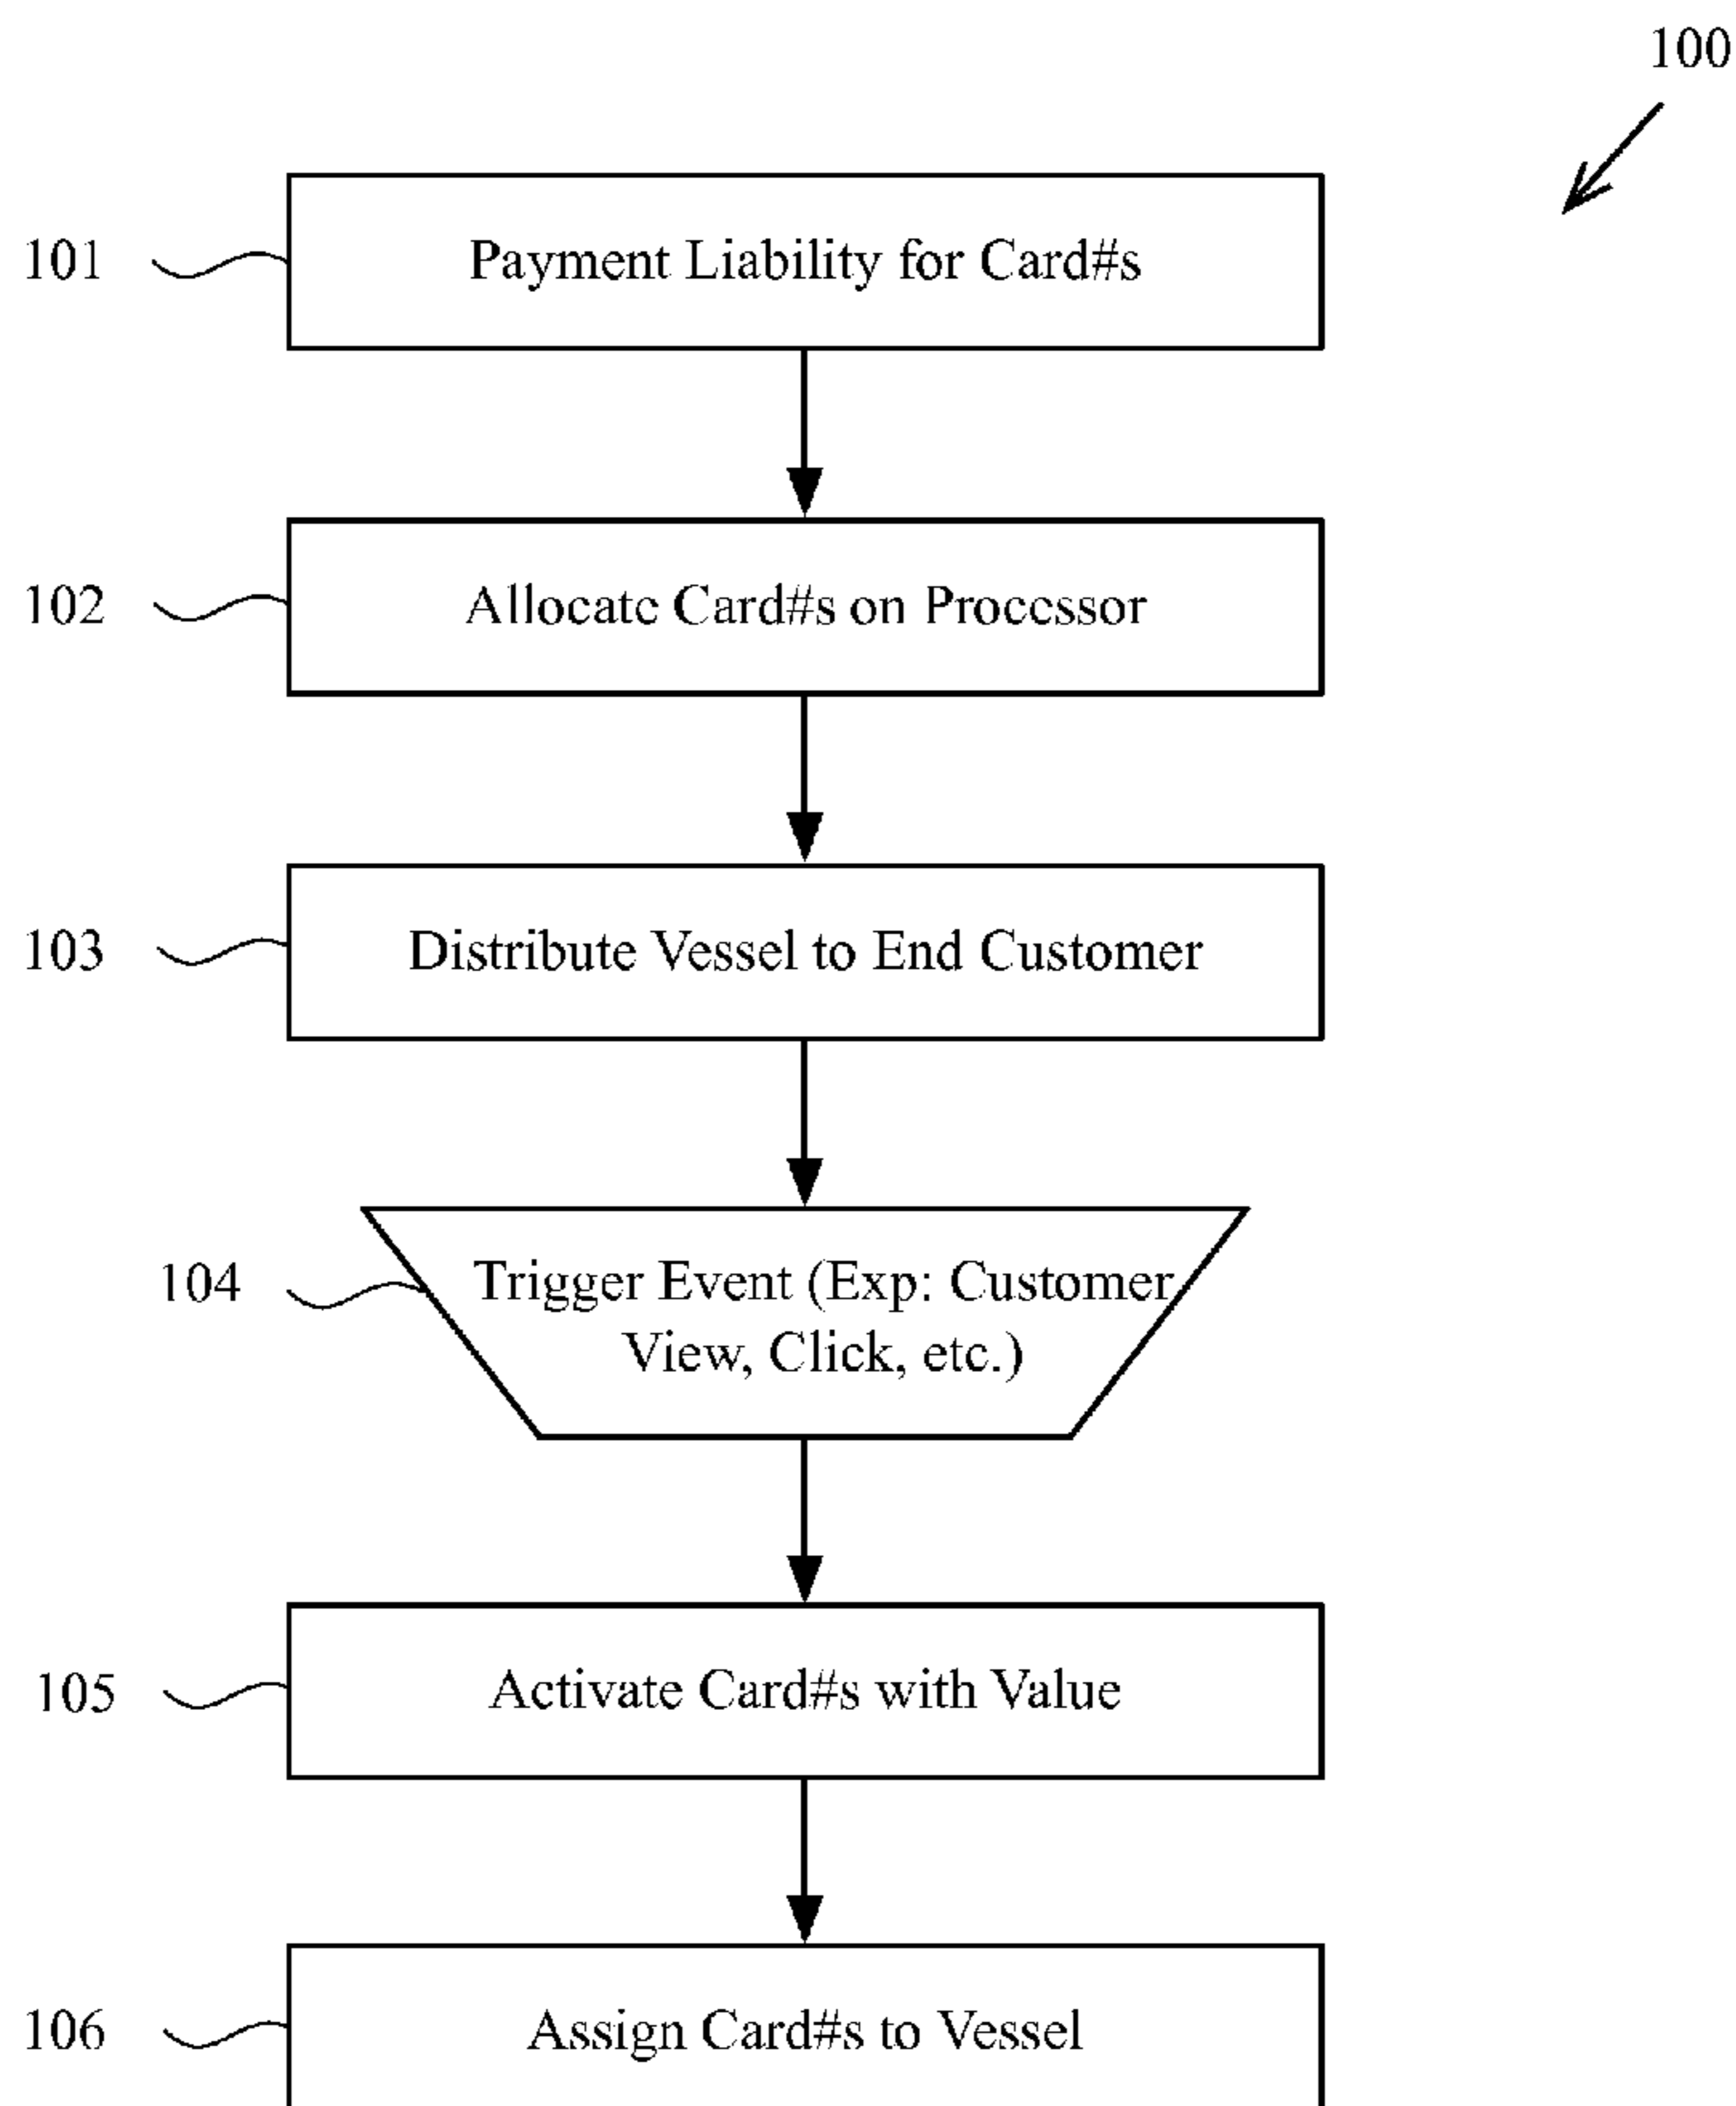 100
101 Payment Liability for Card#s
102 Allocate Card#s on Processor
103 Distribute Vessel to End Customer
104 Trigger Event (Exp: Customer
View, Click, etc.)
105 Activate Card#s with Value
106 Assign Card#s to Vessel